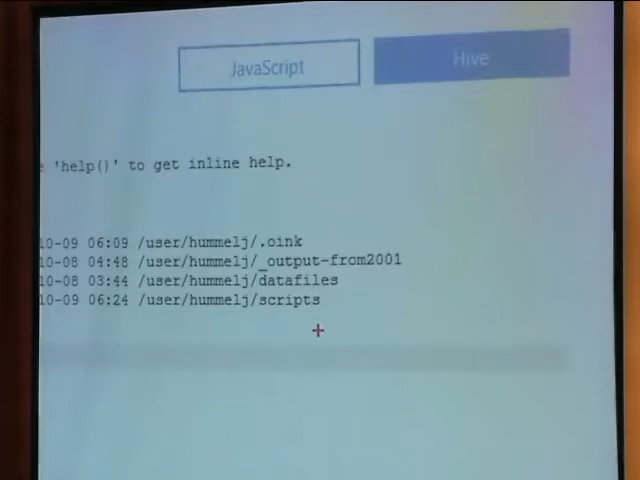 JavaScript
Hive
'help()' to get inline help.
10-09 06:09 /user/hummelj/.oink
10-08 04:48 /user/hummelj/_output-from2001
10-08 03:44 /user/hummelj/datafiles
10-09 06:24 /user/hummelj/scripts